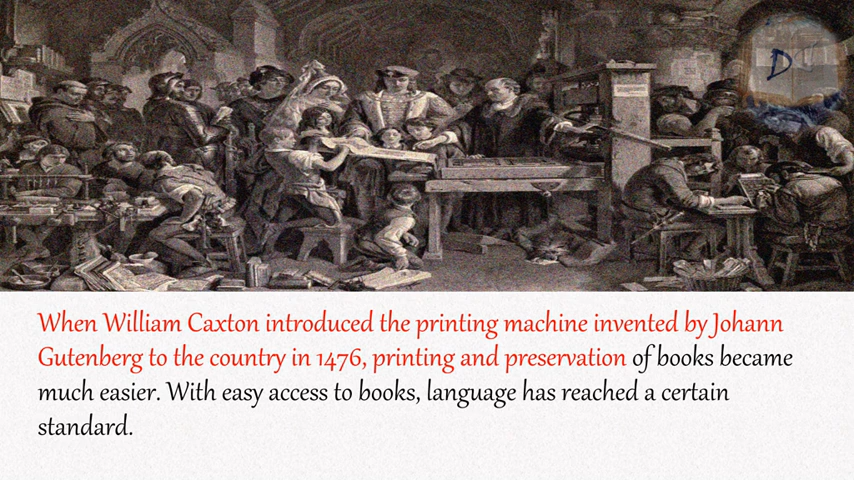 D
When William Caxton introduced the printing machine invented by Johann
Gutenberg to the country in 1476, printing and preservation of books became
much easier. With easy access to books, language has reached a certain
standard.